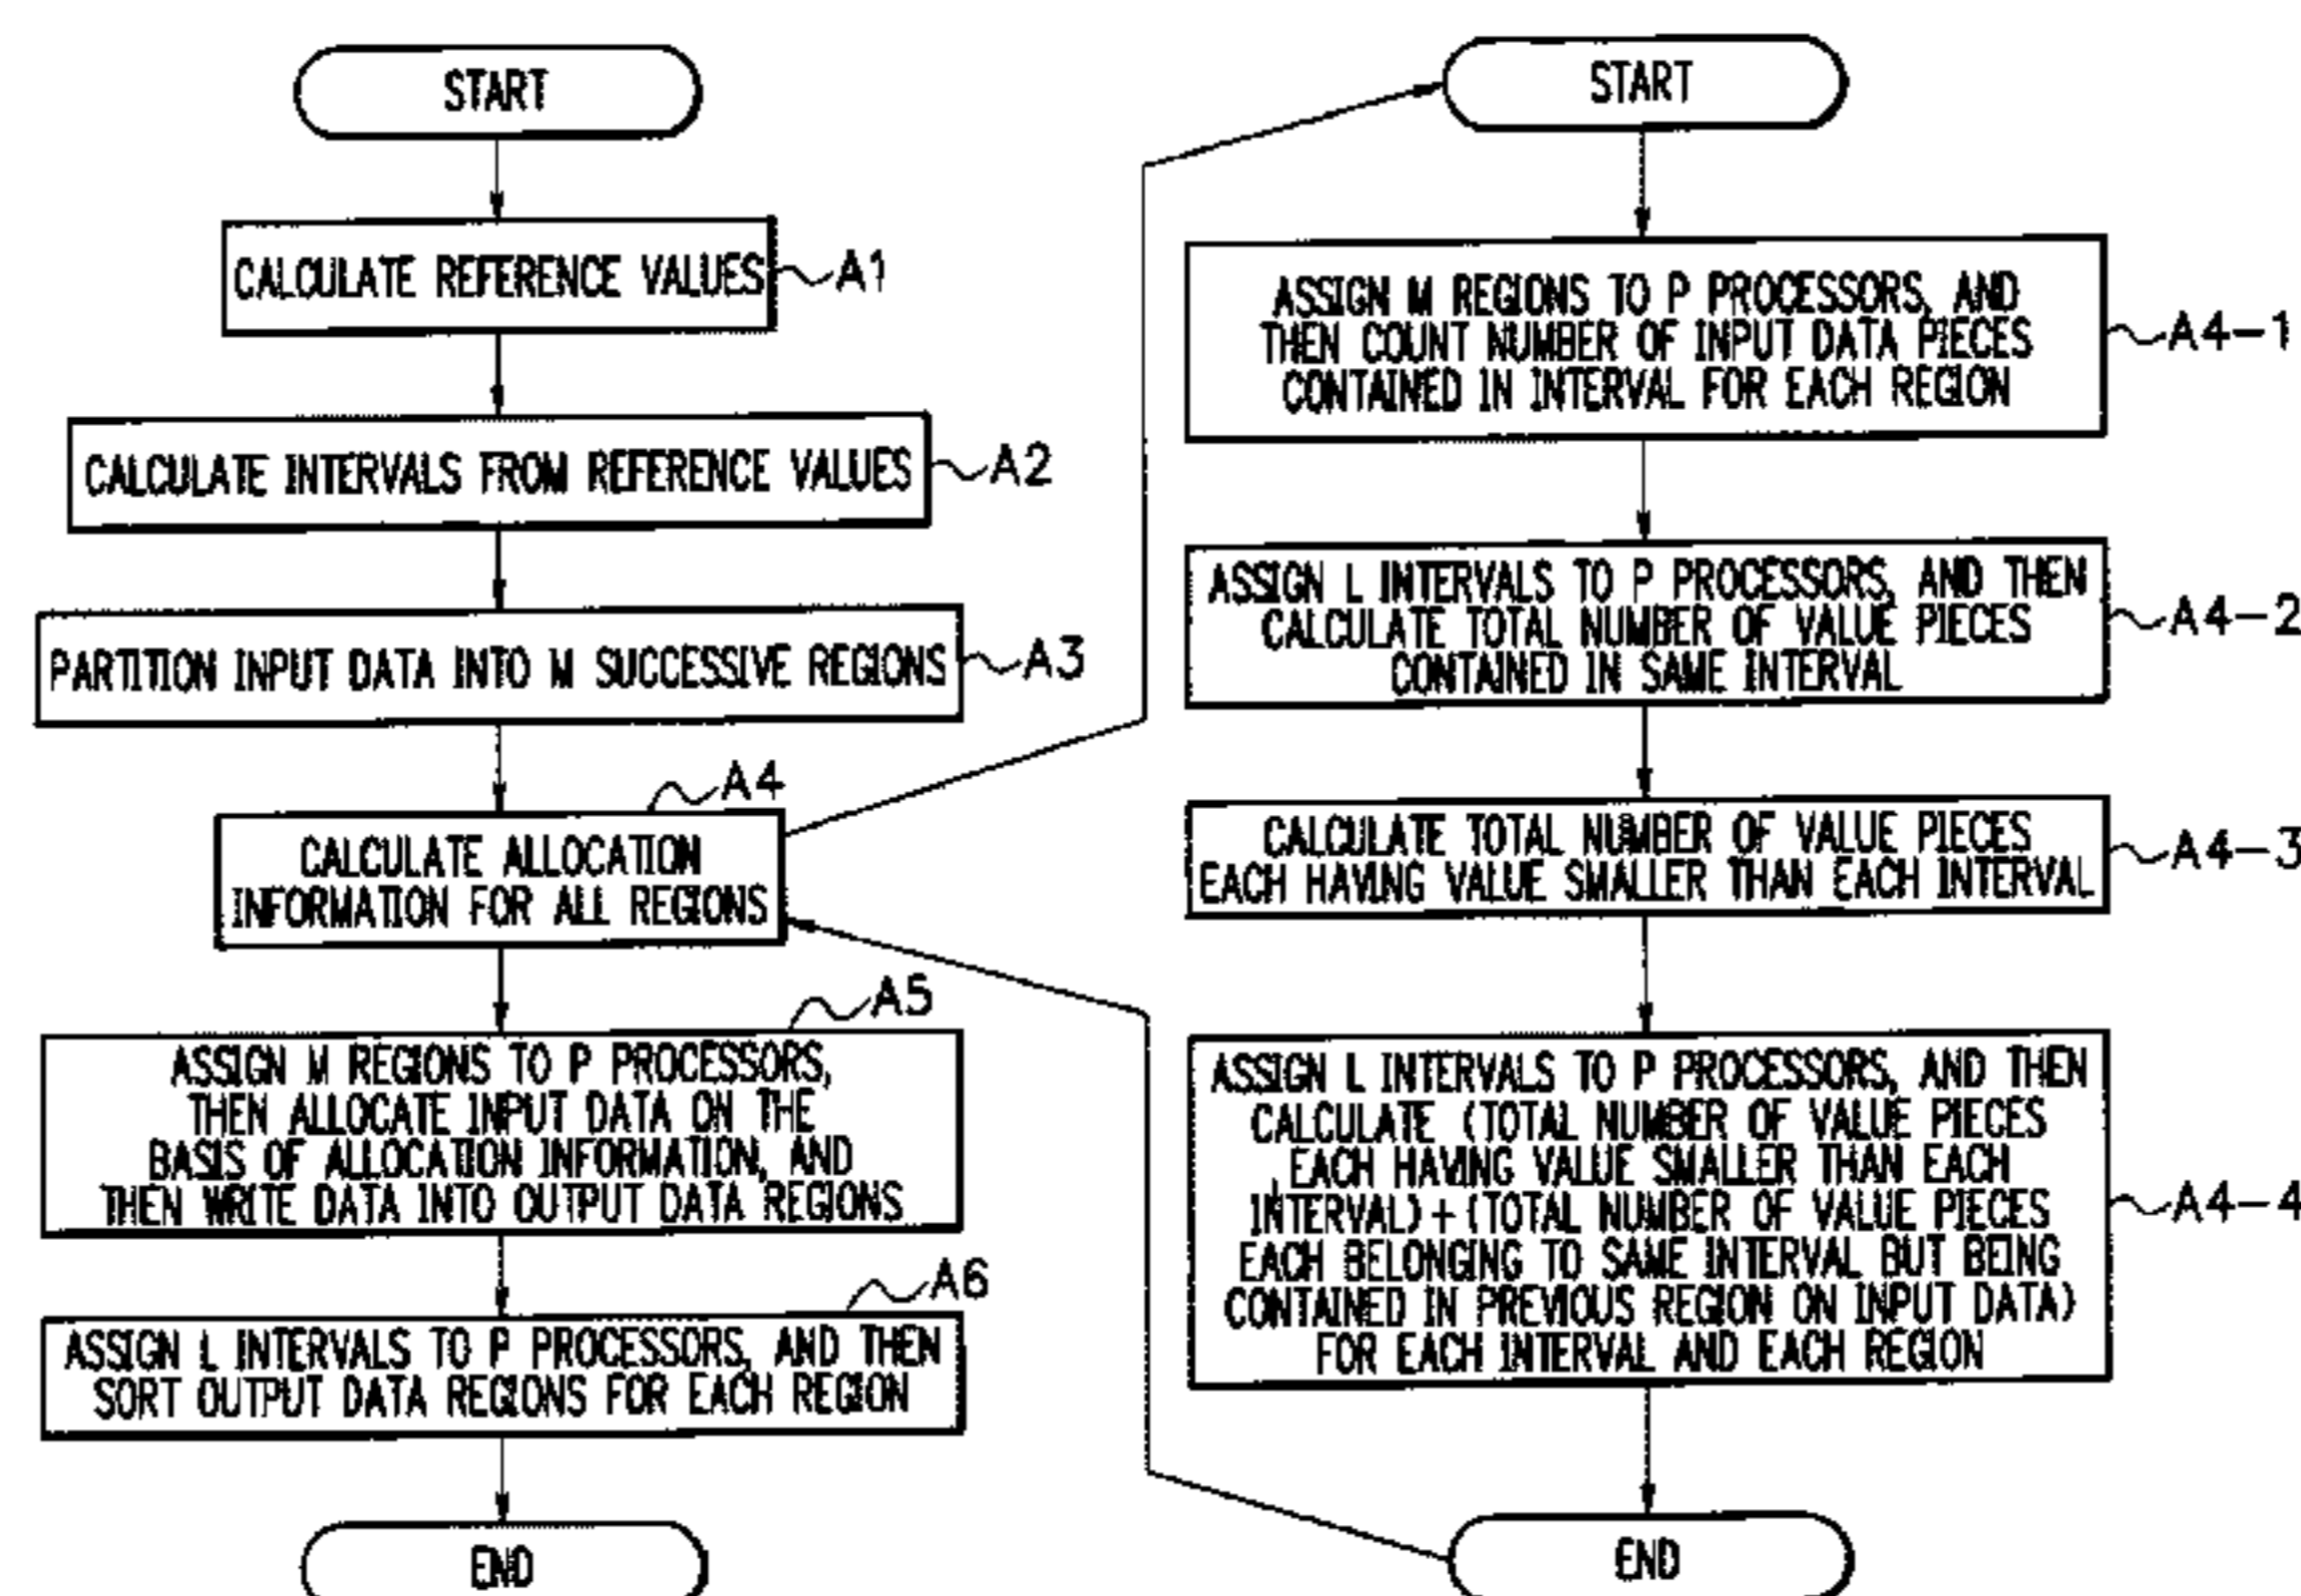 START
CALCULATE REFERENCE VALUES
A1
CALCULATE INTERVALS FROM REFERENCE VALUES
A2
PARTITION INPUT DATA INTO M SUCCESSIVE REGIONS
A3
A4
CALCULATE ALLOCATION
INFORMATION FOR ALL REGIONS
A5
ASSIGN M REGIONS TO P PROCESSORS,
THEN ALLOCATE INPUT DATA ON THE
BASIS OF ALLOCATION INFORMATION, AND
THEN WRITE DATA INTO OUTPUT DATA REGIONS
A6
ASSIGN L INTERVALS TO P PROCESSORS, AND THEN
SORT OUTPUT DATA REGIONS FOR EACH REGION
END
START
ASSIGN M REGIONS TO P PROCESSORS, AND
THEN COUNT NUMBER OF INPUT DATA PIECES
CONTAINED IN INTERVAL FOR EACH REGION
A4-1
ASSIGN L INTERVALS TO P PROCESSORS, AND THEN
CALCULATE TOTAL NUMBER OF VALUE PIECES
CONTAINED IN SAME INTERVAL
A4-2
CALCULATE TOTAL NUMBER OF VALUE PIECES
EACH HAVING VALUE SMALLER THAN EACH INTERVAL
A4-3
ASSIGN L INTERVALS TO P PROCESSORS, AND THEN
CALCULATE (TOTAL NUMBER OF VALUE PIECES
EACH HAVING VALUE SMALLER THAN EACH
INTERVAL)+(TOTAL NUMBER OF VALUE PIECES
EACH BELONGING TO SAME INTERVAL BUT BEING
CONTAINED IN PREVIOUS REGION ON INPUT DATA)
FOR EACH INTERVAL AND EACH REGION
A4-4
END